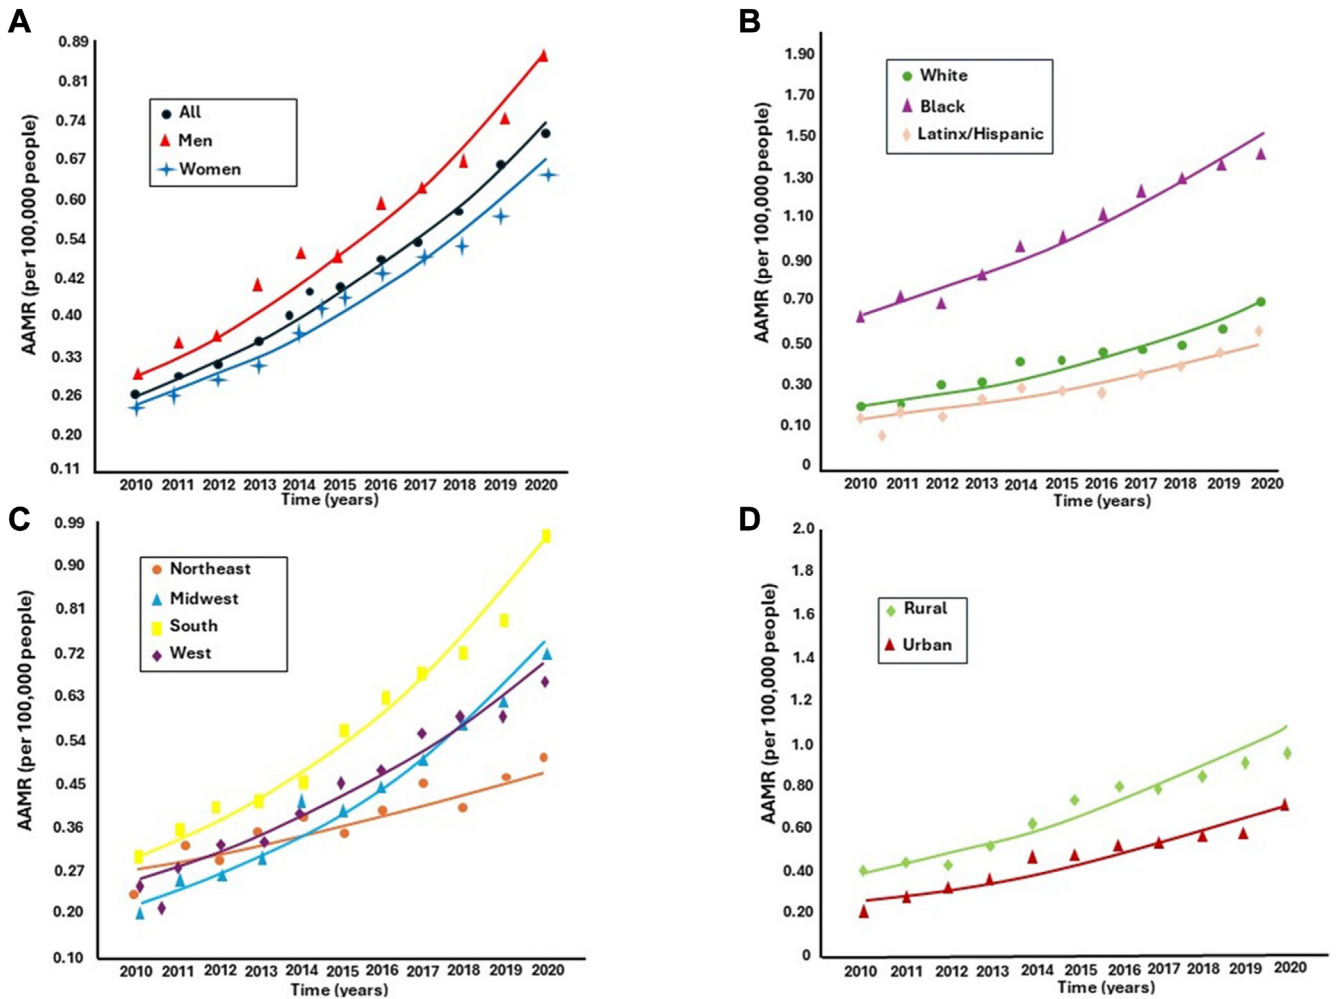 A
AAMR (per 100,000 people)
0.89
0.81
0.74
0.67
0.60
0.54
0.42
0.40
0.33
0.26
0.20
0.11
All
Men
Women
2010 2011 2012 2013 2014 2015 2016 2017 2018 2019 2020
Time (years)
B
AAMR (per 100,000 people)
1.90
1.70
1.50
1.30
1.10
0.90
0.70
0.50
0.30
0.10
0
White
Black
Latinx/Hispanic
2010 2011 2012 2013 2014 2015 2016 2017 2018 2019 2020
Time (years)
C
AAMR (per 100,000 people)
0.99
0.90
0.81
0.72
0.63
0.54
0.45
0.36
0.27
0.20
0.10
Northeast
Midwest
South
West
2010 2011 2012 2013 2014 2015 2016 2017 2018 2019 2020
Time (years)
D
AAMR (per 100,000 people)
2.0
1.8
1.6
1.4
1.2
1.0
0.80
0.60
0.40
0.20
0
Rural
Urban
2010 2011 2012 2013 2014 2015 2016 2017 2018 2019 2020
Time (years)